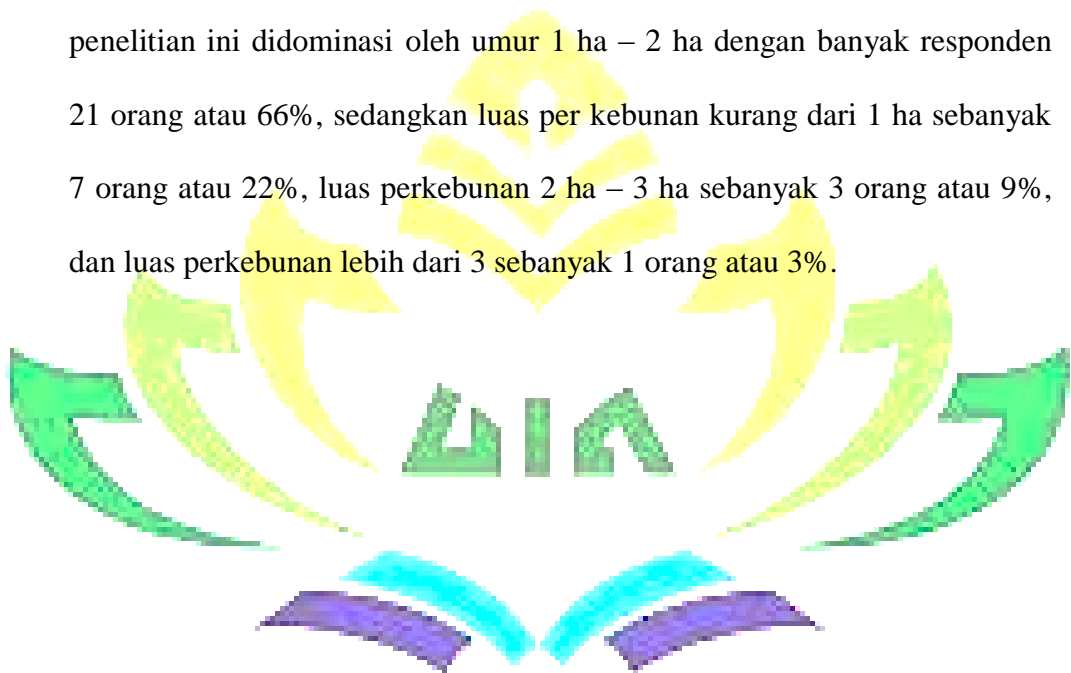 penelitian ini didominasi oleh umur 1 ha – 2 ha dengan banyak responden
21 orang atau 66%, sedangkan luas per kebunan kurang dari 1 ha sebanyak
7 orang atau 22%, luas perkebunan 2 ha – 3 ha sebanyak 3 orang atau 9%,
dan luas perkebunan lebih dari 3 sebanyak 1 orang atau 3%.